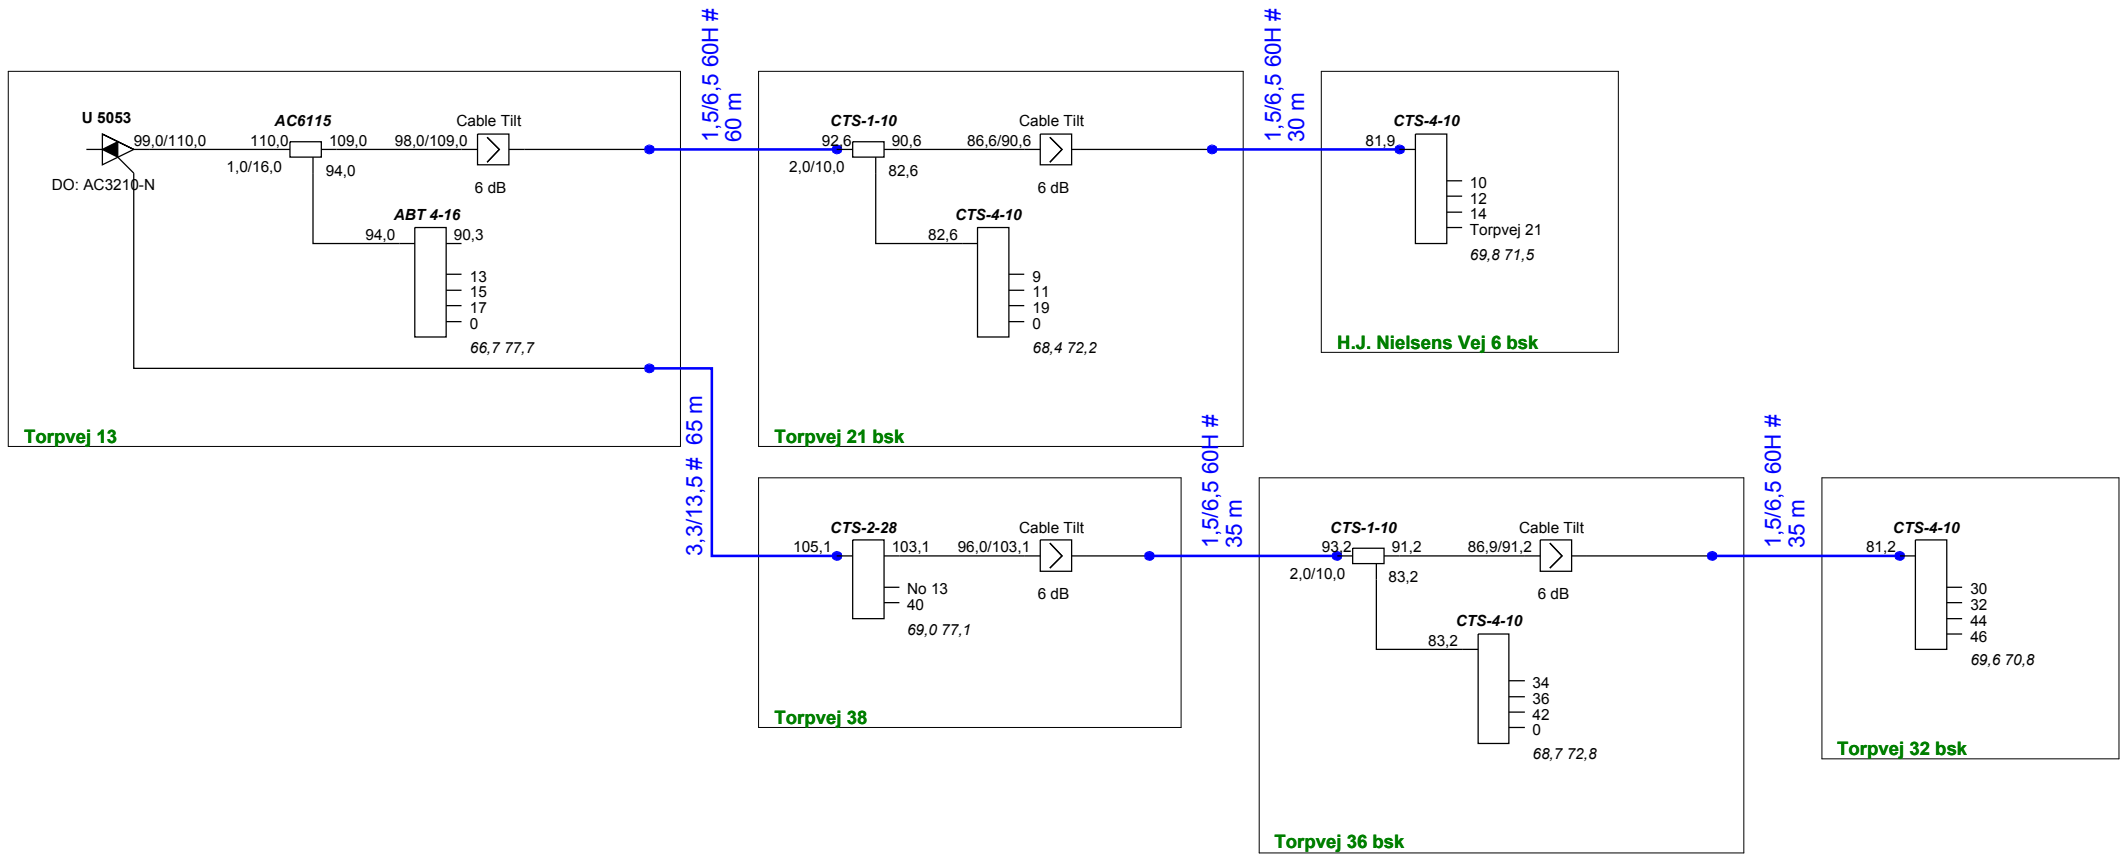 1,5/6,5 60H #
60 m
1,5/6,5 60H #
30 m
U 5053
99,0/110,0
DO: AC3210-N
AC6115
110,0
109,0
1,0/16,0
94,0
98,0/109,0
Cable Tilt
6 dB
ABT 4-16
94,0
90,3
13
15
17
0
66,7 77,7
Torpvej 13
CTS-1-10
92,6
90,6
2,0/10,0
82,6
86,6/90,6
Cable Tilt
6 dB
CTS-4-10
82,6
9
11
19
0
68,4 72,2
Torpvej 21 bsk
CTS-4-10
81,9
10
12
14
Torpvej 21
69,8 71,5
H.J. Nielsens Vej 6 bsk
3,3/13,5 # 65 m
CTS-2-28
105,1
103,1
No 13
40
69,0 77,1
96,0/103,1
Cable Tilt
6 dB
Torpvej 38
1,5/6,5 60H #
35 m
CTS-1-10
93,2
91,2
2,0/10,0
83,2
86,9/91,2
Cable Tilt
6 dB
CTS-4-10
83,2
34
36
42
0
68,7 72,8
Torpvej 36 bsk
1,5/6,5 60H #
35 m
CTS-4-10
81,2
30
32
44
46
69,6 70,8
Torpvej 32 bsk